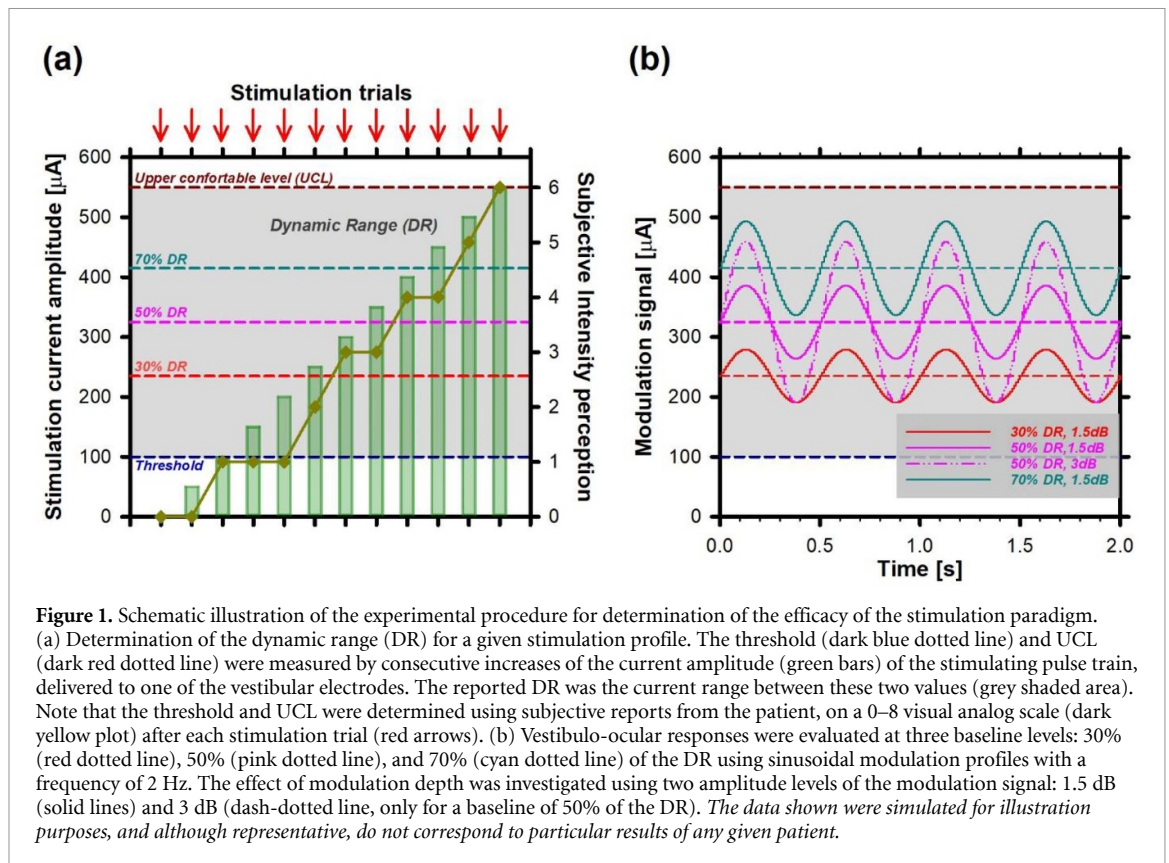 (a)
Stimulation trials
Stimulation current amplitude [µA]
600
500
400
300
200
100
0
Upper confortable level (UCL)
Dynamic Range (DR)
70% DR
50% DR
30% DR
Threshold
6
5
4
3
2
1
0
Subjective Intensity perception
(b)
Modulation signal [µA]
600
500
400
300
200
100
0
30% DR, 1.5dB
50% DR,1.5dB
50% DR, 3dB
70% DR, 1.5dB
0.0 0.5 1.0 1.5 2.0
Time [s]
Figure 1. Schematic illustration of the experimental procedure for determination of the efficacy of the stimulation paradigm.
(a) Determination of the dynamic range (DR) for a given stimulation profile. The threshold (dark blue dotted line) and UCL
(dark red dotted line) were measured by consecutive increases of the current amplitude (green bars) of the stimulating pulse train,
delivered to one of the vestibular electrodes. The reported DR was the current range between these two values (grey shaded area).
Note that the threshold and UCL were determined using subjective reports from the patient, on a 0–8 visual analog scale (dark
yellow plot) after each stimulation trial (red arrows). (b) Vestibulo-ocular responses were evaluated at three baseline levels: 30%
(red dotted line), 50% (pink dotted line), and 70% (cyan dotted line) of the DR using sinusoidal modulation profiles with a
frequency of 2 Hz. The effect of modulation depth was investigated using two amplitude levels of the modulation signal: 1.5 dB
(solid lines) and 3 dB (dash-dotted line, only for a baseline of 50% of the DR). The data shown were simulated for illustration
purposes, and although representative, do not correspond to particular results of any given patient.